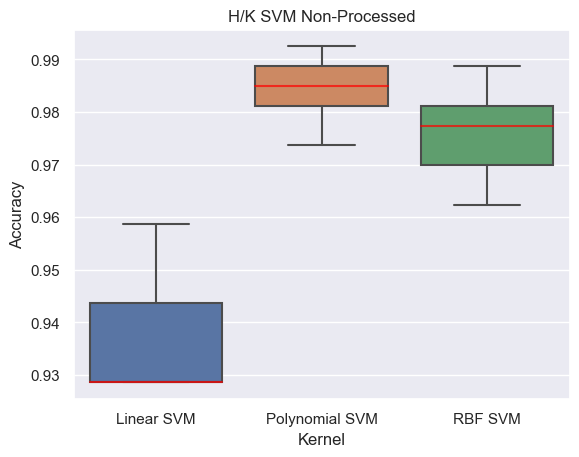 H/K SVM Non-Processed
Accuracy
0.99
0.98
0.97
0.96
0.95
0.94
0.93
Linear SVM
Polynomial SVM
RBF SVM
Kernel